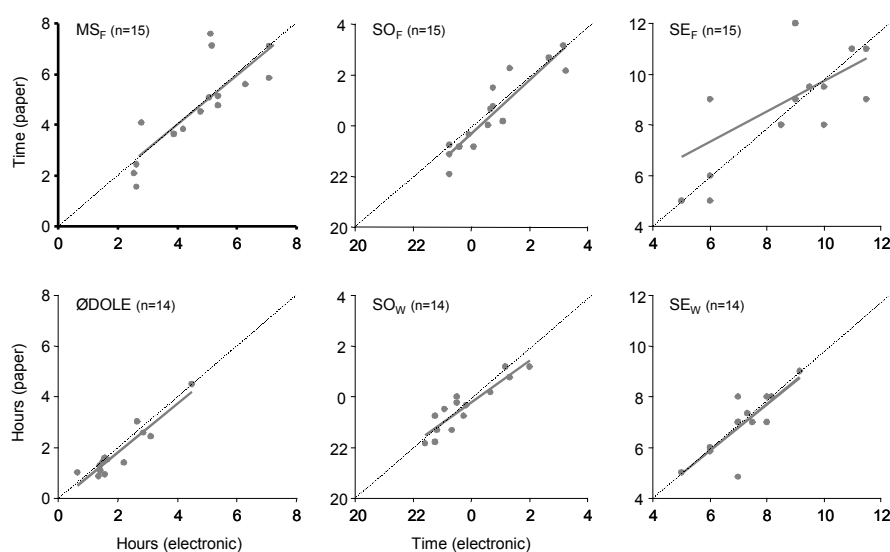 MSF (n=15)
SOF (n=15)
SEF (n=15)
Time (paper)
8
6
4
2
0
0 2 4 6 8
4
2
0
22
20
20 22 0 2 4
12
10
8
6
4
4 6 8 10 12
ØDOLE (n=14)
SOW (n=14)
SEW (n=14)
Hours (paper)
8
6
4
2
0
0 2 4 6 8
4
2
0
22
20
20 22 0 2 4
12
10
8
6
4
4 6 8 10 12
Hours (electronic)
Time (electronic)